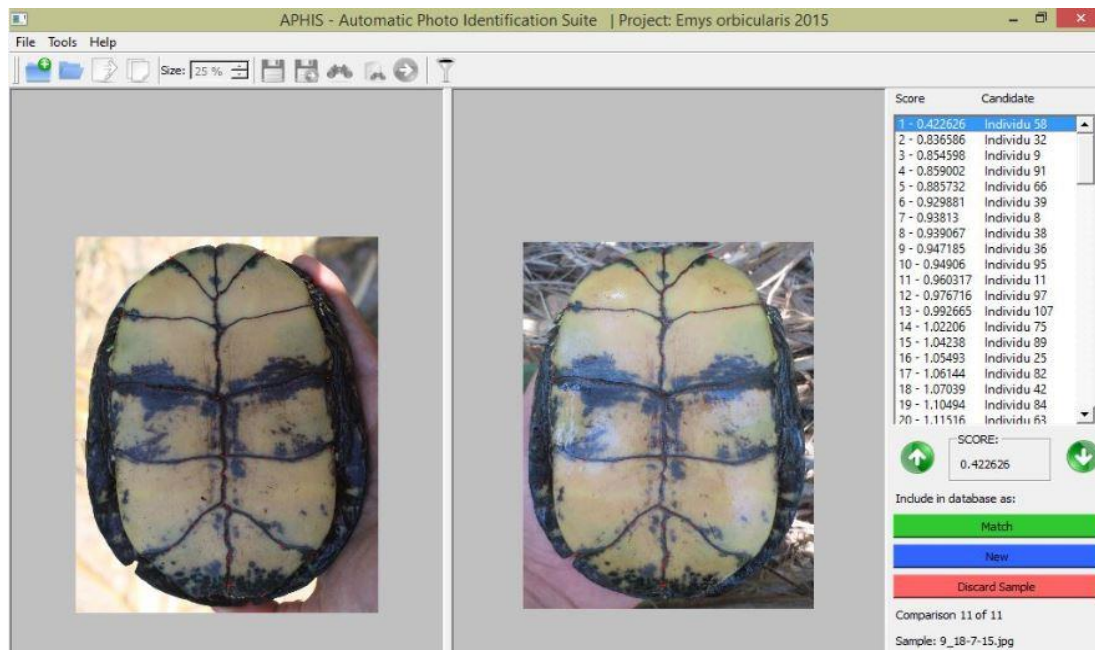 APHIS - Automatic Photo Identification Suite | Project: Emys orbicularis 2015
File Tools Help
Size: 25 %
Score Candidate
1 - 0.422626 Individu 58
2 - 0.836586 Individu 32
3 - 0.854598 Individu 9
4 - 0.859002 Individu 91
5 - 0.885732 Individu 66
6 - 0.929881 Individu 39
7 - 0.93813 Individu 8
8 - 0.939067 Individu 38
9 - 0.947185 Individu 36
10 - 0.94906 Individu 95
11 - 0.960317 Individu 11
12 - 0.976716 Individu 97
13 - 0.992665 Individu 107
14 - 1.02206 Individu 75
15 - 1.04238 Individu 89
16 - 1.05493 Individu 25
17 - 1.06144 Individu 82
18 - 1.07039 Individu 42
19 - 1.10494 Individu 84
20 - 1.11516 Individu 63
SCORE:
0.422626
Include in database as:
Match
New
Discard Sample
Comparison 11 of 11
Sample: 9_18-7-15.jpg